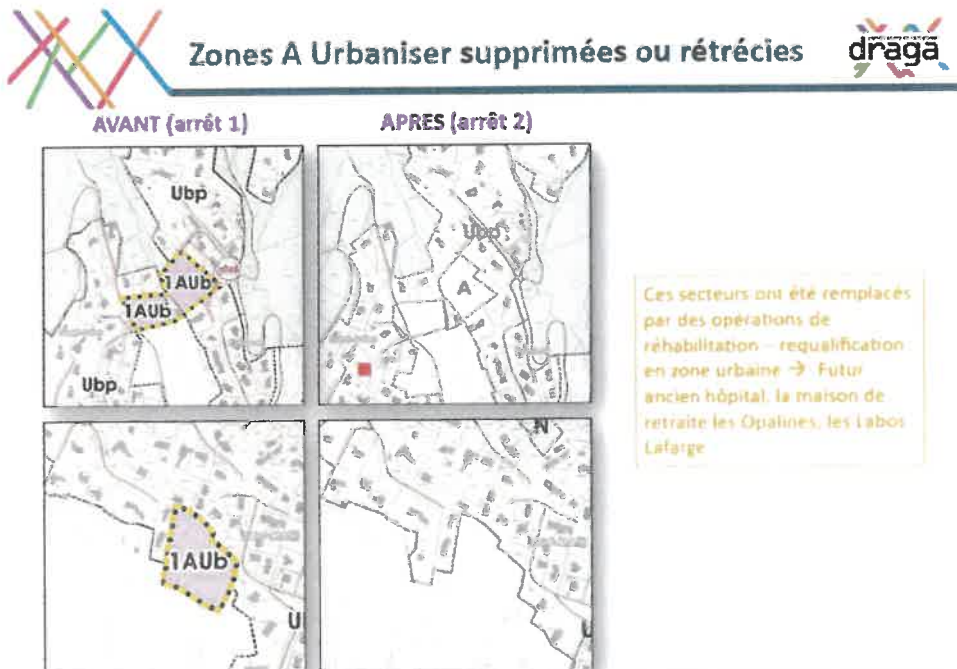 Zones A Urbaniser supprimées ou rétrécies
draga
AVANT (arrêt 1)
APRES (arrêt 2)
Ubp
1AUb
1AUb
Ubp
Ubp
A
1AUb
U
N
U
Ces secteurs ont été remplacés
par des opérations de
réhabilitation - requalification
en zone urbaine → Futur
ancien hôpital, la maison de
retraite les Opalines, les Labos
Lafarge